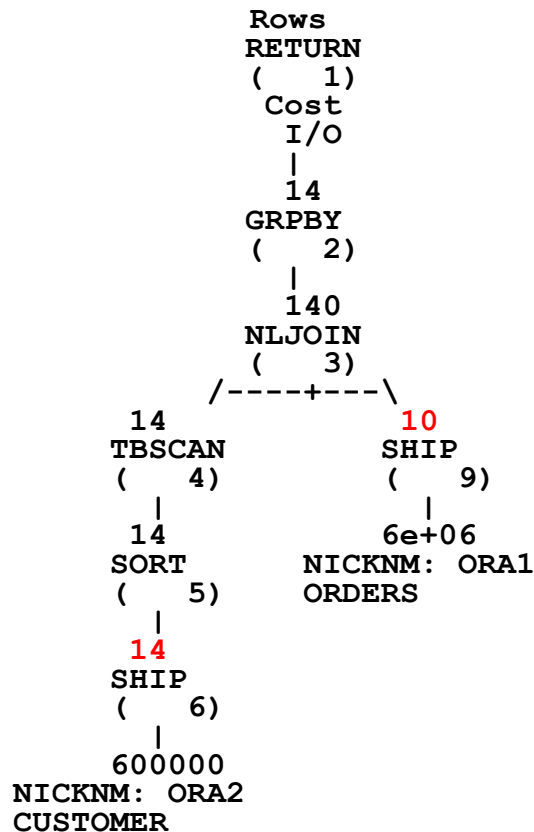 Rows
RETURN
(   1)
Cost
I/O
|
14
GRPBY
(   2)
|
140
NLJOIN
(   3)
/----+---\
14 10
TBSCAN SHIP
(   4) (   9)
| |
14 6e+06
SORT NICKNM: ORA1
(   5) ORDERS
|
14
SHIP
(   6)
|
600000
NICKNM: ORA2
CUSTOMER